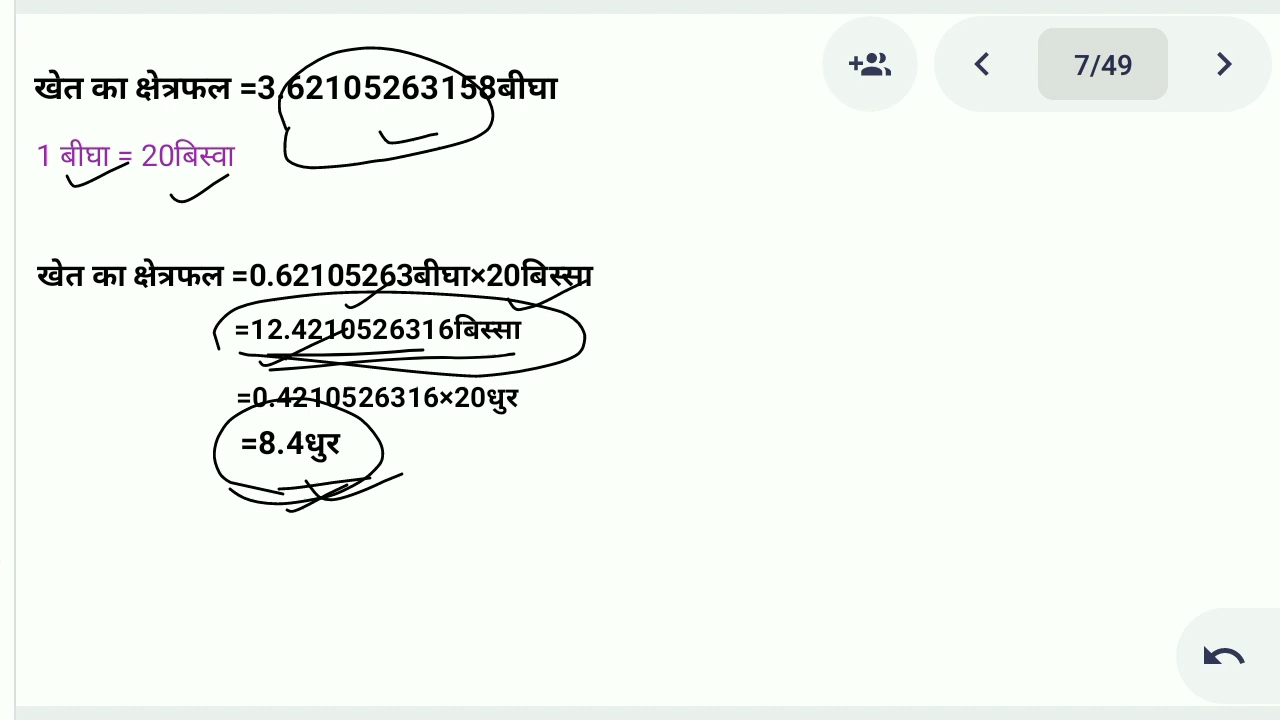 खेत का क्षेत्रफल =3.62105263158बीघा
7/49
1 बीघा = 20बिस्वा
खेत का क्षेत्रफल =0.62105263बीघा×20बिस्सा
=12.4210526316बिस्सा
=0.4210526316×20धुर
=8.4धुर